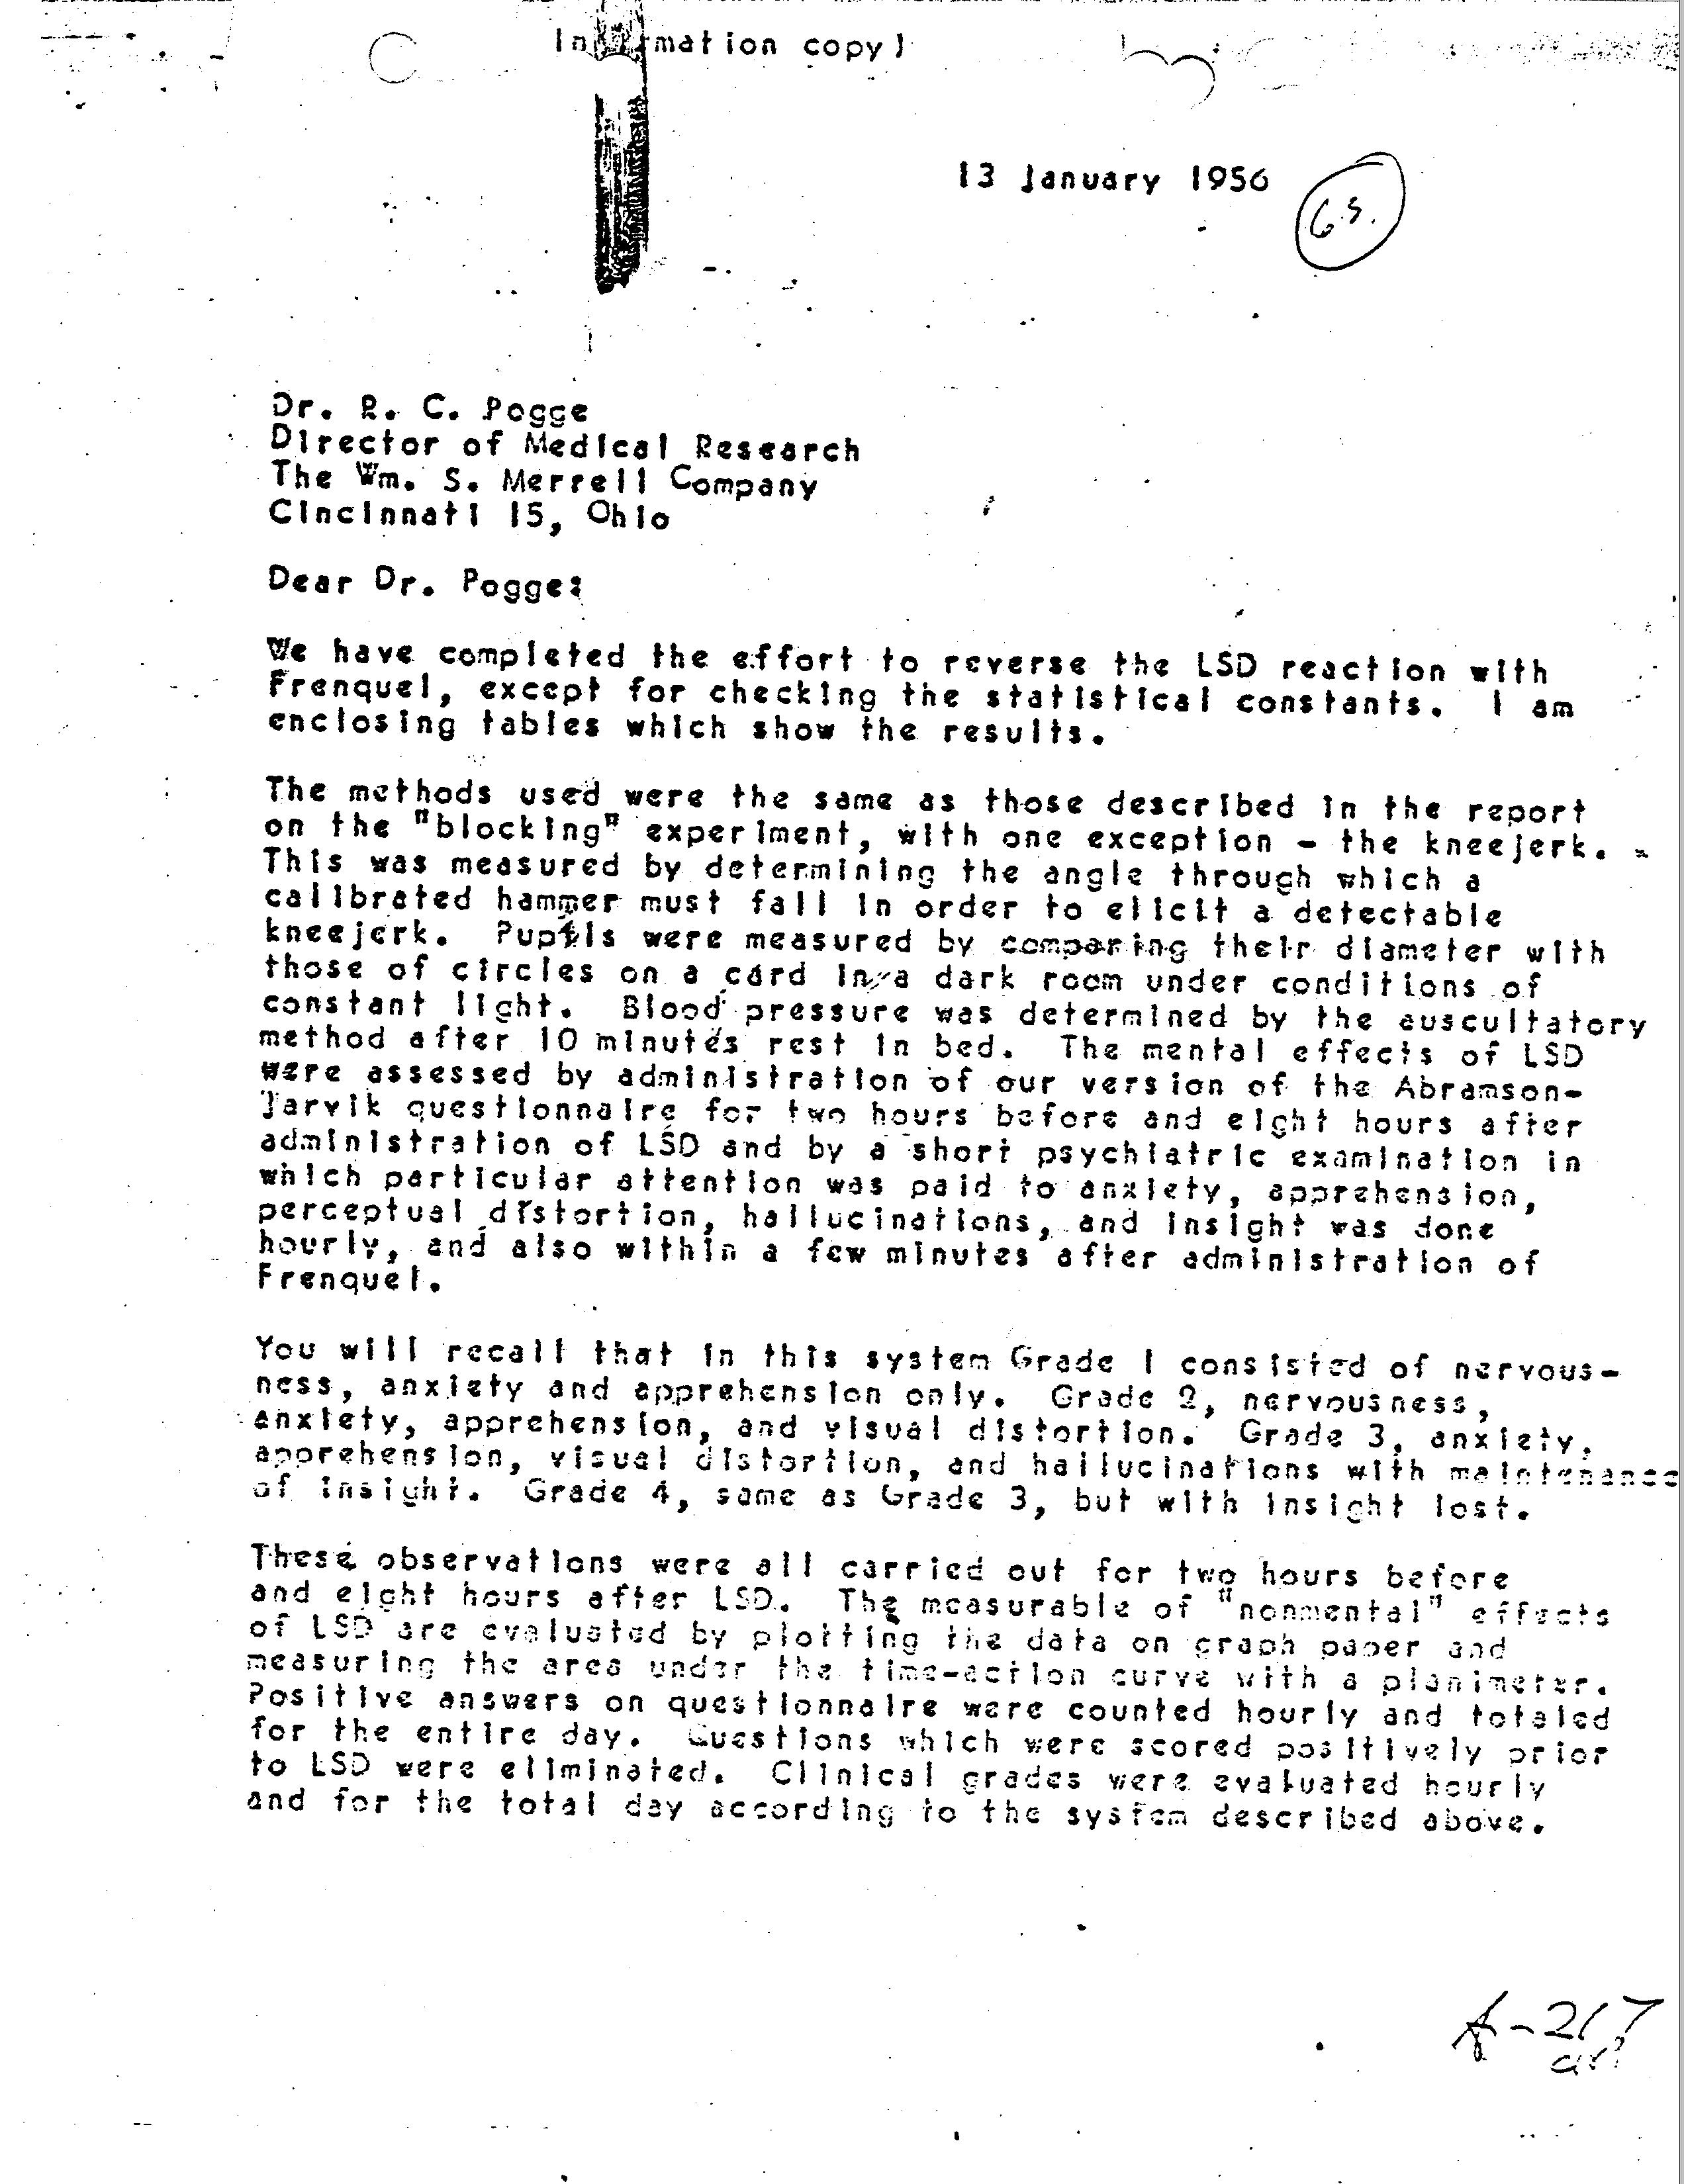 Information copy)
13 January 1956
G.S.
Dr. R. C. Pogge
Director of Medical Research
The Wm. S. Merrell Company
Cincinnati 15, Ohio
Dear Dr. Pogge:
We have completed the effort to reverse the LSD reaction with
Frenquel, except for checking the statistical constants. I am
enclosing tables which show the results.
The methods used were the same as those described in the report
on the "blocking" experiment, with one exception - the kneejerk.
This was measured by determining the angle through which a
calibrated hammer must fall in order to elicit a detectable
kneejerk. Pupils were measured by comparing their diameter with
those of circles on a card in a dark room under conditions of
constant light. Blood pressure was determined by the auscultatory
method after 10 minutes rest in bed. The mental effects of LSD
were assessed by administration of our version of the Abramson-
Jarvik questionnaire for two hours before and eight hours after
administration of LSD and by a short psychiatric examination in
which particular attention was paid to anxiety, apprehension,
perceptual distortion, hallucinations, and insight was done
hourly, and also within a few minutes after administration of
Frenquel.
You will recall that in this system Grade 1 consisted of nervous-
ness, anxiety and apprehension only. Grade 2, nervousness,
anxiety, apprehension, and visual distortion. Grade 3, anxiety,
apprehension, visual distortion, and hallucinations with maintenance
of insight. Grade 4, same as Grade 3, but with insight lost.
These observations were all carried out for two hours before
and eight hours after LSD. The measurable of "nonmental" effects
of LSD are evaluated by plotting the data on graph paper and
measuring the area under the time-action curve with a planimeter.
Positive answers on questionnaire were counted hourly and totaled
for the entire day. Questions which were scored positively prior
to LSD were eliminated. Clinical grades were evaluated hourly
and for the total day according to the system described above.
A-217